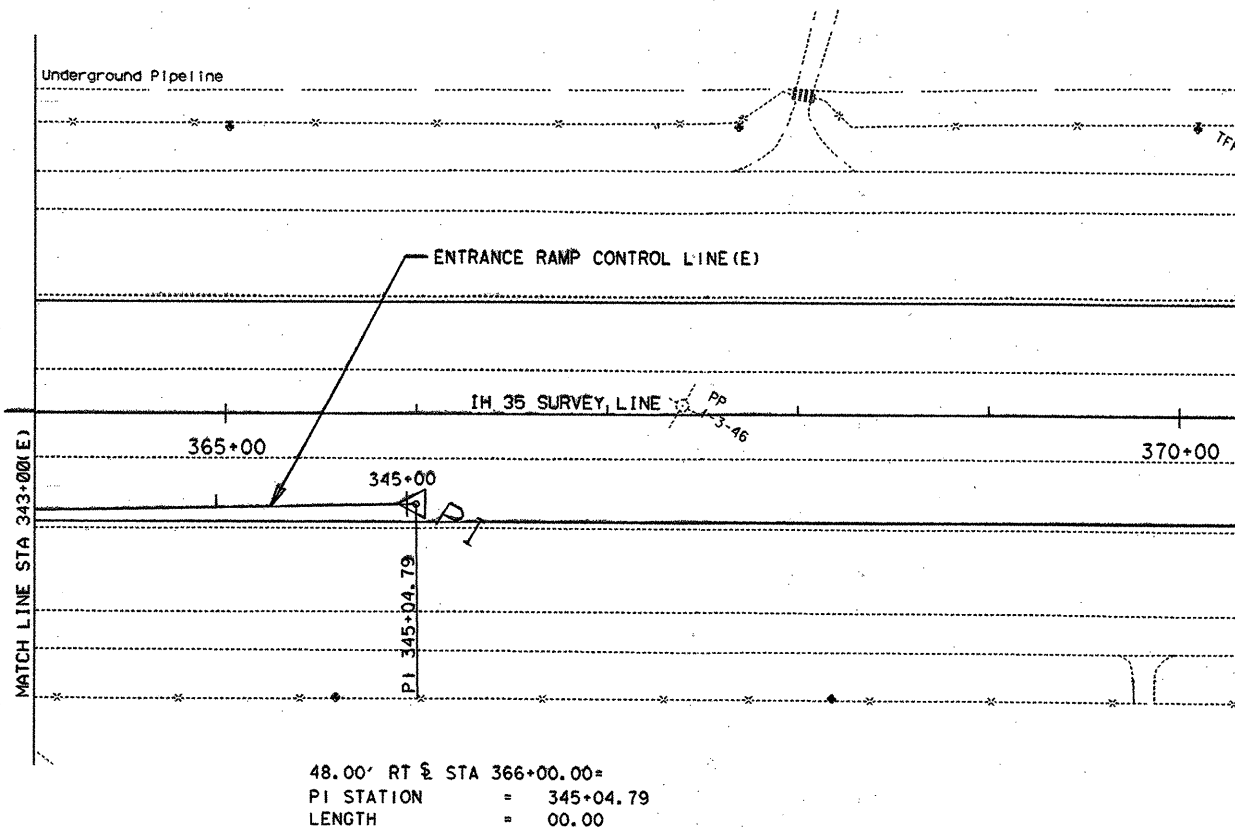 Underground Pipeline
ENTRANCE RAMP CONTROL LINE(E)
IH 35 SURVEY LINE
PP
1-3-46
365+00
370+00
345+00
PI
PI 345+04.79
MATCH LINE STA 343+00(E)
48.00' RT ℄ STA 366+00.00=
PI STATION = 345+04.79
LENGTH = 00.00